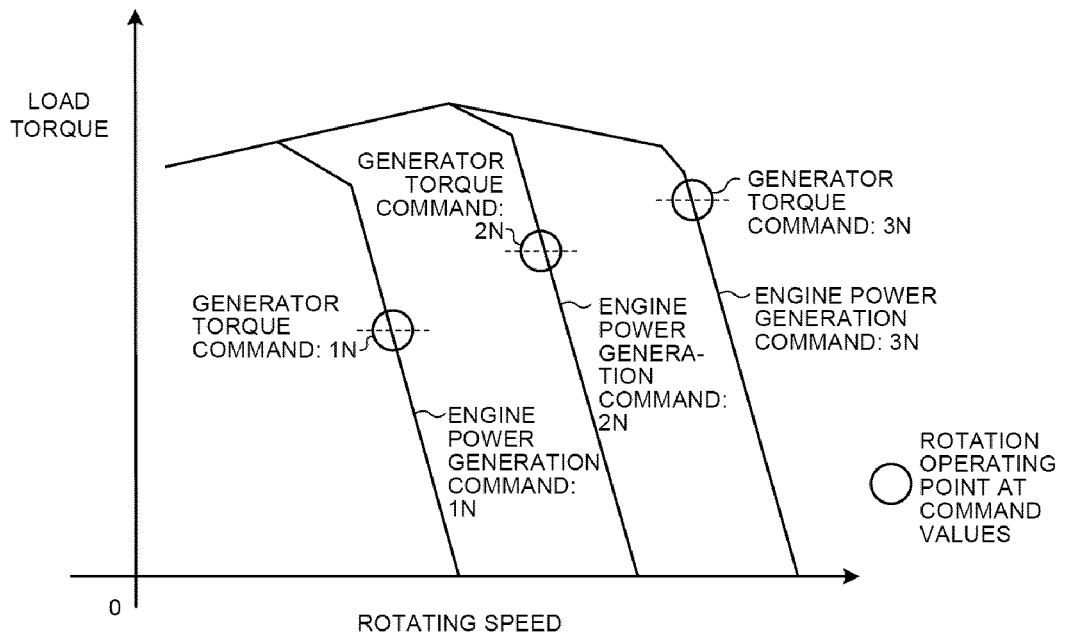 LOAD
TORQUE
GENERATOR
TORQUE
COMMAND:
2N
GENERATOR
TORQUE
COMMAND: 3N
GENERATOR
TORQUE
COMMAND: 1N
ENGINE POWER
GENERATION
COMMAND: 3N
ENGINE
POWER
GENERA-
TION
COMMAND:
2N
ENGINE
POWER
GENERATION
COMMAND:
1N
ROTATION
OPERATING
POINT AT
COMMAND
VALUES
0
ROTATING SPEED